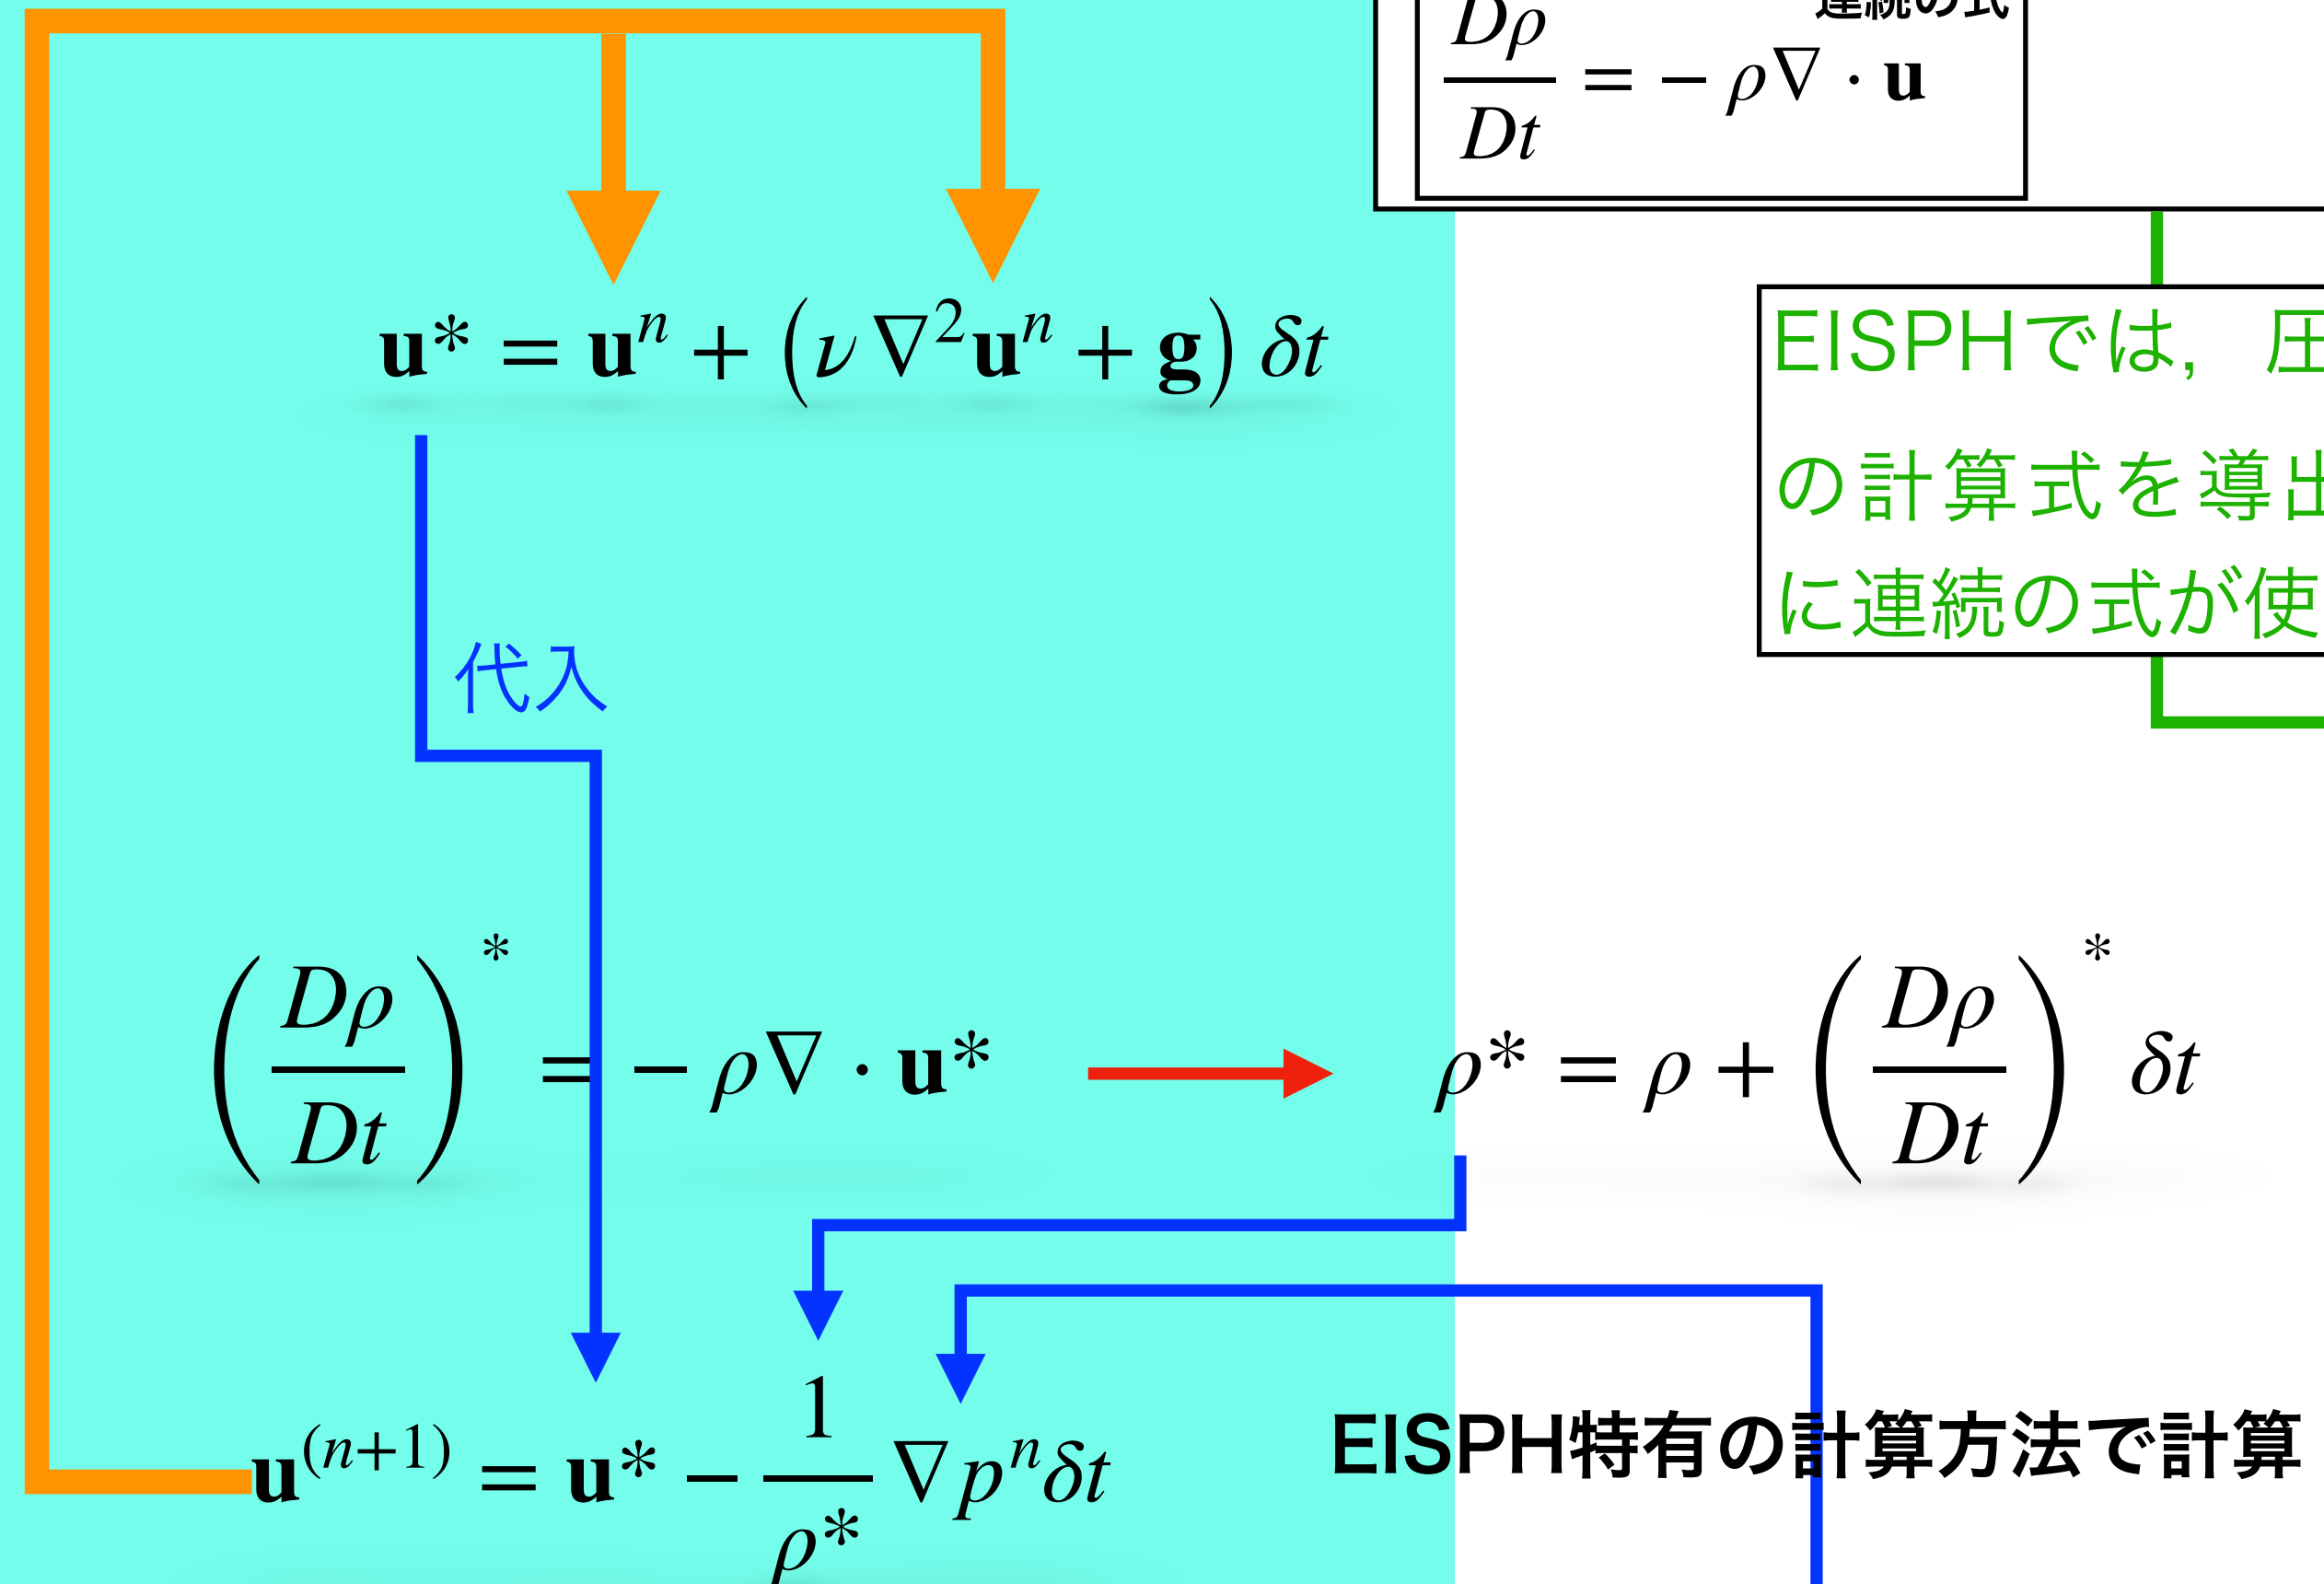 Dρ/Dt = −ρ∇ · u
u* = uⁿ + (ν∇²uⁿ + g)δt
EISPHでは,
の計算式を導
に連続の式が使
代入
(Dρ/Dt)* = −ρ∇ · u*
ρ* = ρ + (Dρ/Dt)* δt
u⁽ⁿ⁺¹⁾ = u* − 1/ρ* ∇pⁿδt
EISPH特有の計算方法で計算